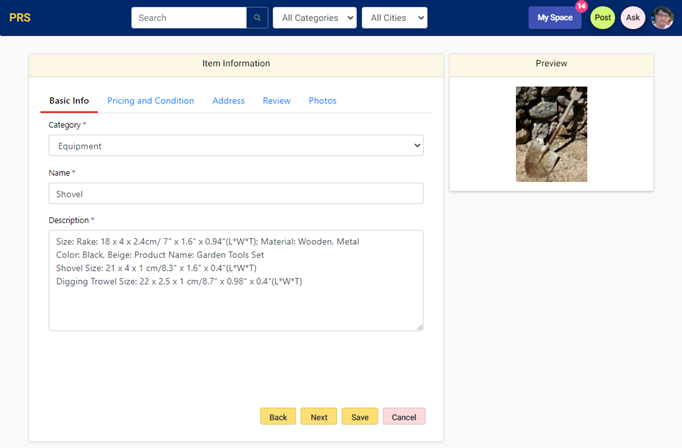 PRS
Search
All Categories
All Cities
My Space
14
Post
Ask
Item Information
Basic Info
Pricing and Condition
Address
Review
Photos
Category *
Equipment
Name *
Shovel
Description *
Size: Rake: 18 x 4 x 2.4cm/ 7" x 1.6" x 0.94"(L*W*T); Material: Wooden, Metal
Color: Black, Beige; Product Name: Garden Tools Set
Shovel Size: 21 x 4 x 1 cm/8.3" x 1.6" x 0.4"(L*W*T)
Digging Trowel Size: 22 x 2.5 x 1 cm/8.7" x 0.98" x 0.4"(L*W*T)
Back
Next
Save
Cancel
Preview